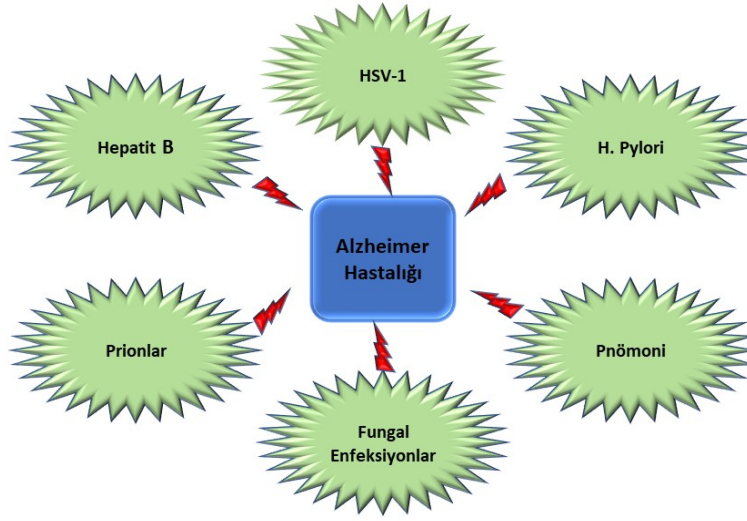 HSV-1
Hepatit B
H. Pylori
Alzheimer
Hastalığı
Prionlar
Pnömoni
Fungal
Enfeksiyonlar